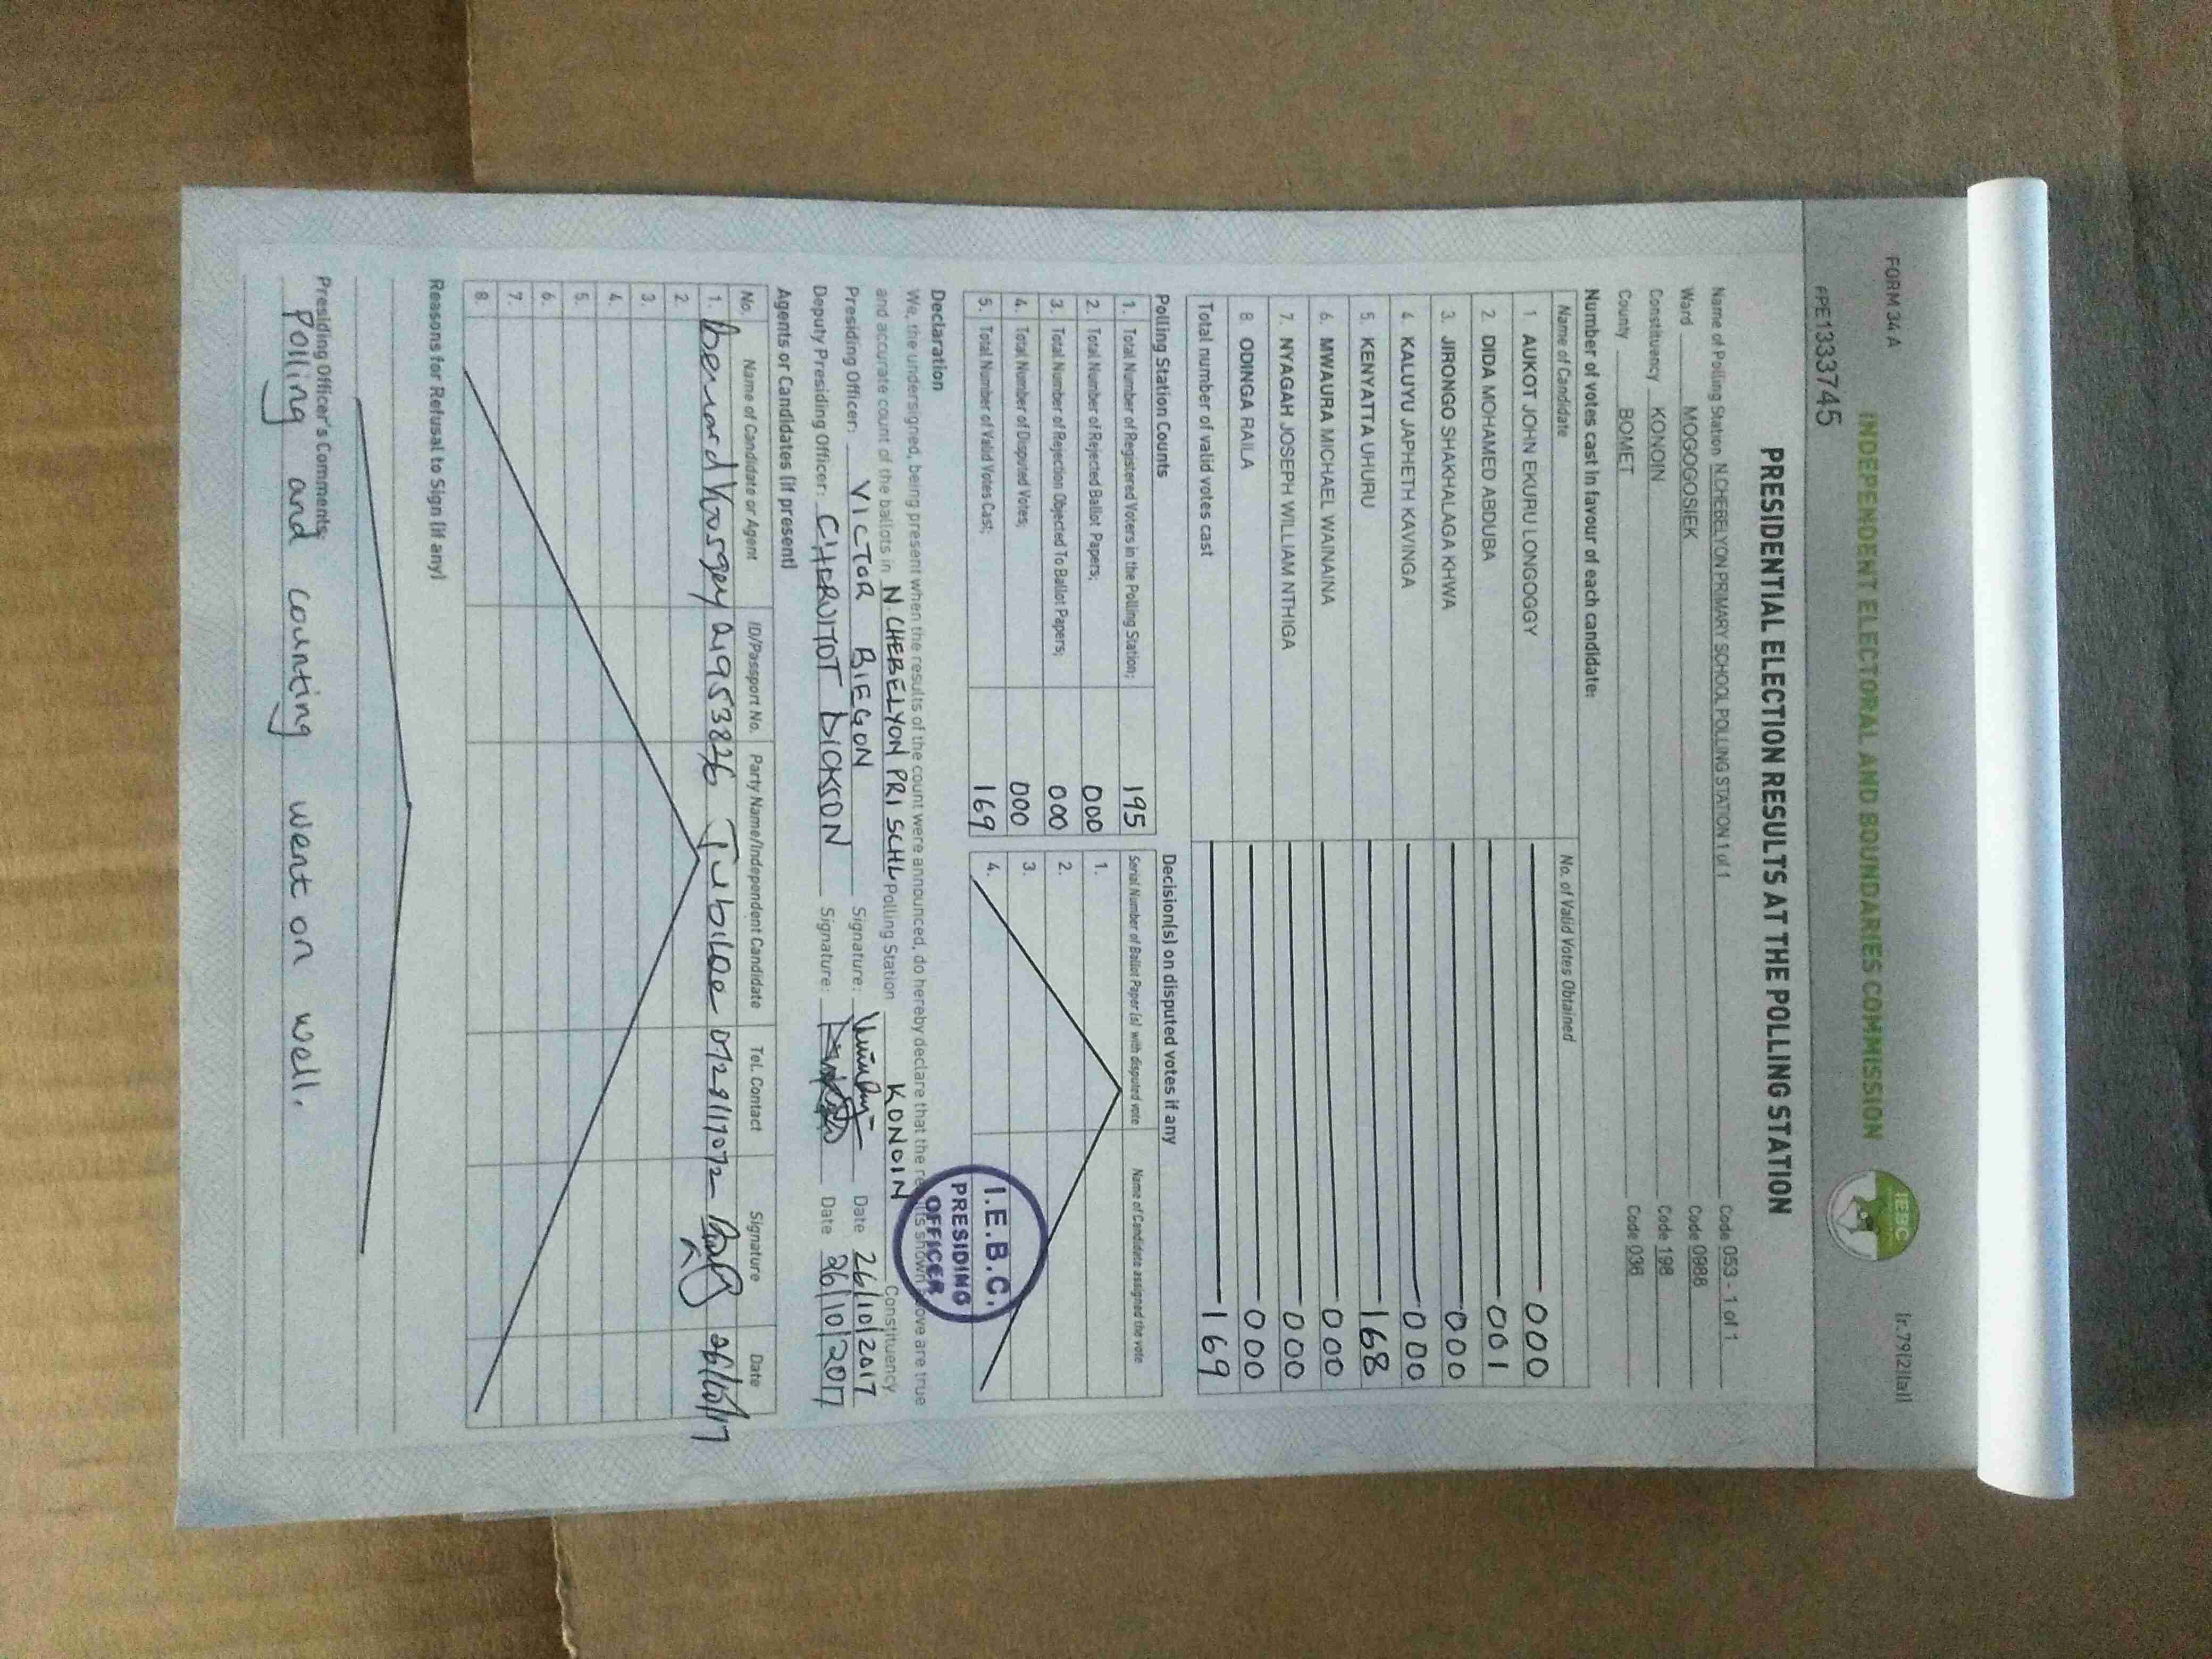 FORM 34 A
(r.79(2)(a))
INDEPENDENT ELECTORAL AND BOUNDARIES COMMISSION
IEBC
PPE1333745
PRESIDENTIAL ELECTION RESULTS AT THE POLLING STATION
Name of Polling Station N.CHEBELYON PRIMARY SCHOOL POLLING STATION 1 of 1 Code 053 - 1 of 1
Ward MOGOGOSIEK Code 0988
Constituency KONOIN Code 198
County BOMET Code 036
Number of votes cast in favour of each candidate:
Name of Candidate No. of Valid Votes Obtained
1 AUKOT JOHN EKURU LONGOGGY 000
2. DIDA MOHAMED ABDUBA 001
3. JIRONGO SHAKHALAGA KHWA 000
4. KALUYU JAPHETH KAVINGA 000
5. KENYATTA UHURU 168
6. MWAURA MICHAEL WAINAINA 000
7. NYAGAH JOSEPH WILLIAM NTHIGA 000
8. ODINGA RAILA 000
Total number of valid votes cast 169
Polling Station Counts
1. Total Number of Registered Voters in the Polling Station; 195
2. Total Number of Rejected Ballot Papers; 000
3. Total Number of Rejection Objected To Ballot Papers; 000
4. Total Number of Disputed Votes; 000
5. Total Number of Valid Votes Cast; 169
Decision(s) on disputed votes if any
Serial Number of Ballot Paper (s) with disputed vote Name of Candidate assigned the vote
1.
2.
3.
4.
I.E.B.C.
PRESIDING
OFFICER
Declaration
We, the undersigned, being present when the results of the count were announced, do hereby declare that the results shown above are true
and accurate count of the ballots in N. CHEBELYON PRI SCHL Polling Station KONOIN Constituency
Presiding Officer: VICTOR BIEGON Signature: Date 26/10/2017
Deputy Presiding Officer: CHERUITOT DICKSON Signature: Date 26/10/2017
Agents or Candidates (if present)
No. Name of Candidate or Agent ID/Passport No. Party Name/Independent Candidate Tel. Contact Signature Date
1. benard korgey 21953826 Jubilee 0728117072 26/10/17
2.
3.
4.
5.
6.
7.
8.
Reasons for Refusal to Sign (if any)
Presiding Officer's Comments:
Polling and counting went on well.